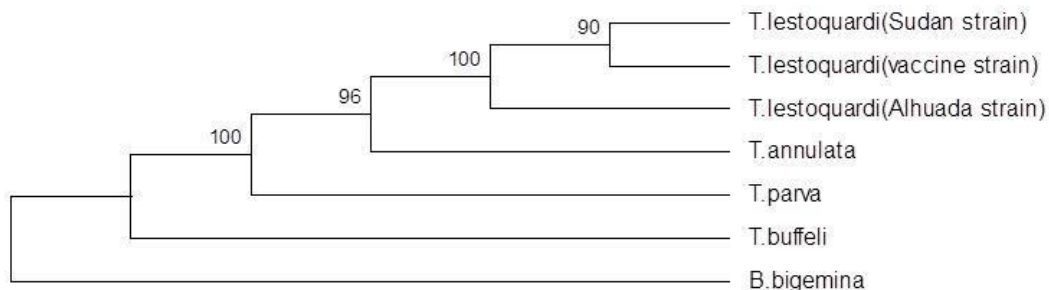 T.lestoquardi(Sudan strain)
90
T.lestoquardi(vaccine strain)
100
T.lestoquardi(Alhuada strain)
96
T.annulata
100
T.parva
T.buffeli
B.bigemina